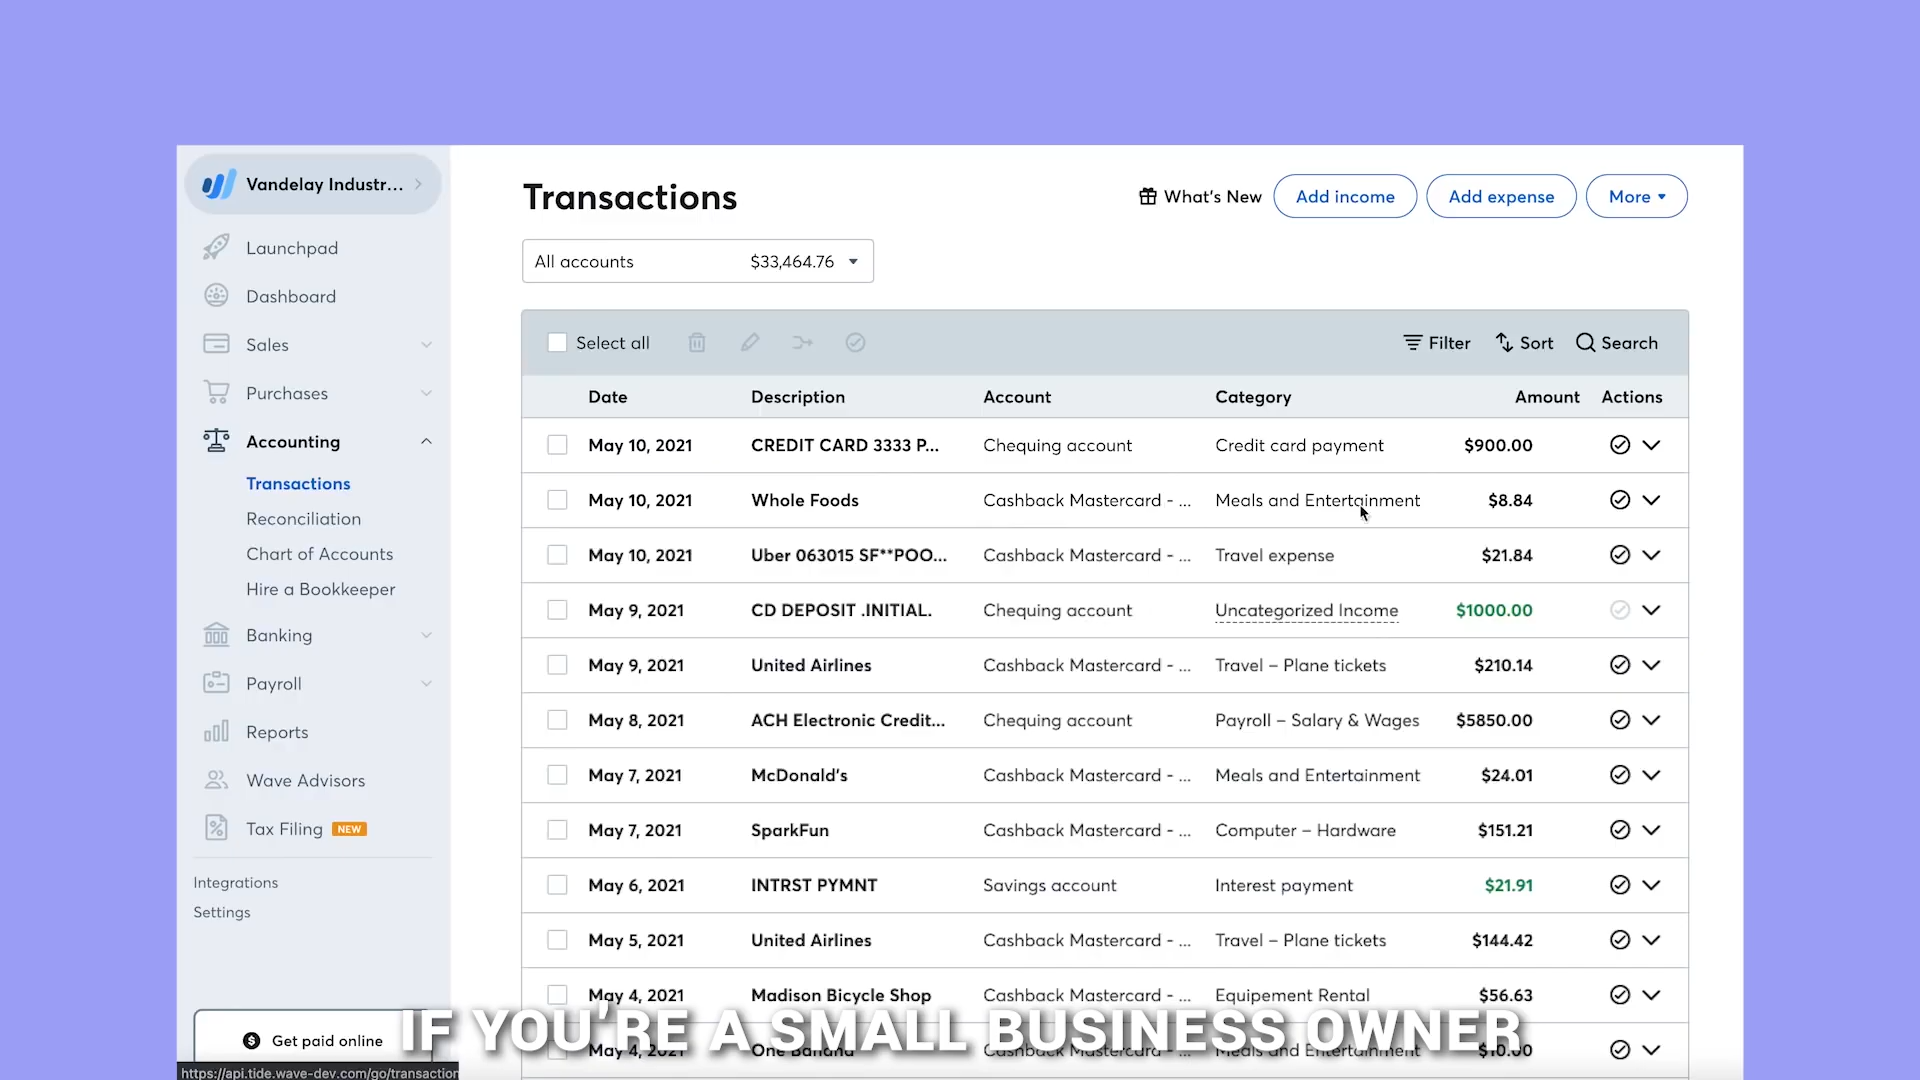 Vandelay Industr...
Launchpad
Dashboard
Sales
Purchases
Accounting
Transactions
Reconciliation
Chart of Accounts
Hire a Bookkeeper
Banking
Payroll
Reports
Wave Advisors
Tax Filing NEW
Integrations
Settings
Get paid online
https://api.tide.wave-dev.com/go/transaction
Transactions
What's New Add income Add expense More
All accounts $33,464.76
Select all Filter Sort Search
Date Description Account Category Amount Actions
May 10, 2021 CREDIT CARD 3333 P... Chequing account Credit card payment $900.00
May 10, 2021 Whole Foods Cashback Mastercard - ... Meals and Entertainment $8.84
May 10, 2021 Uber 063015 SF**POO... Cashback Mastercard - ... Travel expense $21.84
May 9, 2021 CD DEPOSIT .INITIAL. Chequing account Uncategorized Income $1000.00
May 9, 2021 United Airlines Cashback Mastercard - ... Travel – Plane tickets $210.14
May 8, 2021 ACH Electronic Credit... Chequing account Payroll – Salary & Wages $5850.00
May 7, 2021 McDonald's Cashback Mastercard - ... Meals and Entertainment $24.01
May 7, 2021 SparkFun Cashback Mastercard - ... Computer – Hardware $151.21
May 6, 2021 INTRST PYMNT Savings account Interest payment $21.91
May 5, 2021 United Airlines Cashback Mastercard - ... Travel – Plane tickets $144.42
May 4, 2021 Madison Bicycle Shop Cashback Mastercard - ... Equipement Rental $56.63
May 4, 2021 One Banana Cashback Mastercard - ... Meals and Entertainment $10.00
IF YOU'RE A SMALL BUSINESS OWNER